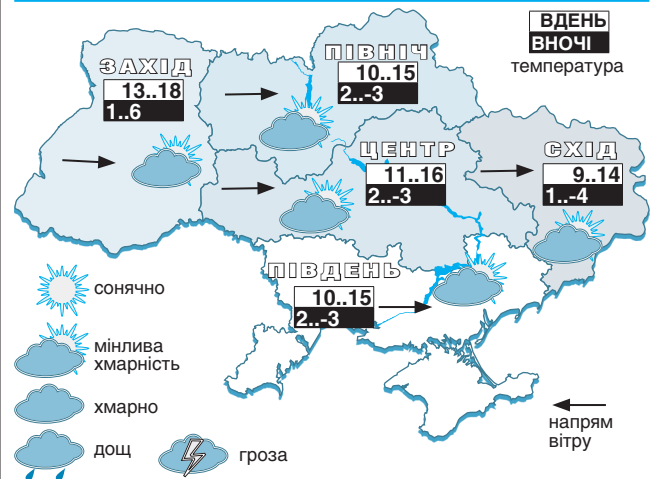 ВДЕНЬ
ВНОЧІ
температура
ПІВНІЧ
10..15
2..-3
ЗАХІД
13..18
1..6
ЦЕНТР
11..16
2..-3
СХІД
9..14
1..-4
ПІВДЕНЬ
10..15
2..-3
сонячно
мінлива
хмарність
хмарно
дощ
гроза
напрям
вітру